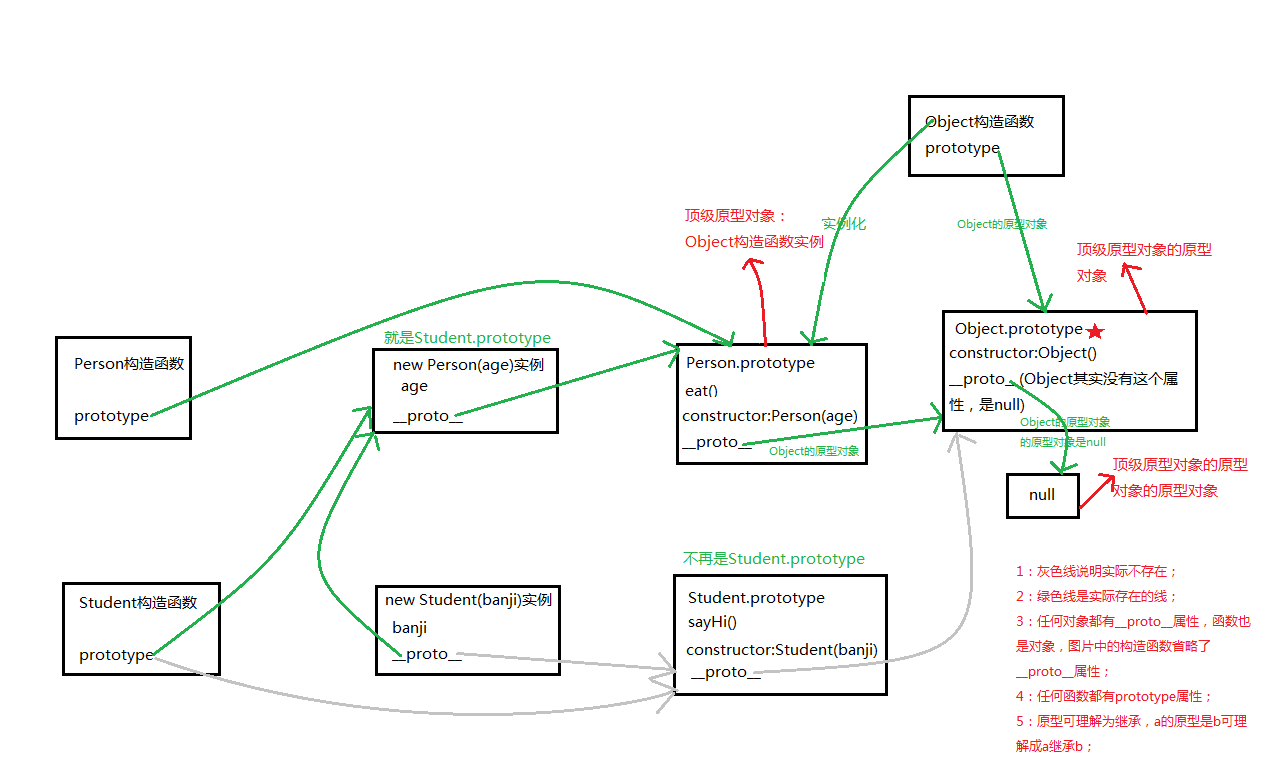 Object构造函数
prototype
顶级原型对象：
Object构造函数实例
实例化
Object的原型对象
顶级原型对象的原型
对象
Person构造函数
prototype
就是Student.prototype
new Person(age)实例
age
__proto__
Person.prototype
eat()
constructor:Person(age)
__proto__
Object的原型对象
Object.prototype
constructor:Object()
__proto__(Object其实没有这个属
性，是null)
Object的原型对象
的原型对象是null
null
顶级原型对象的原型
对象的原型对象
Student构造函数
prototype
new Student(banji)实例
banji
__proto__
不再是Student.prototype
Student.prototype
sayHi()
constructor:Student(banji)
__proto__
1：灰色线说明实际不存在；
2：绿色线是实际存在的线；
3：任何对象都有__proto__属性，函数也
是对象，图片中的构造函数省略了
__proto__属性；
4：任何函数都有prototype属性；
5：原型可理解为继承，a的原型是b可理
解成a继承b；